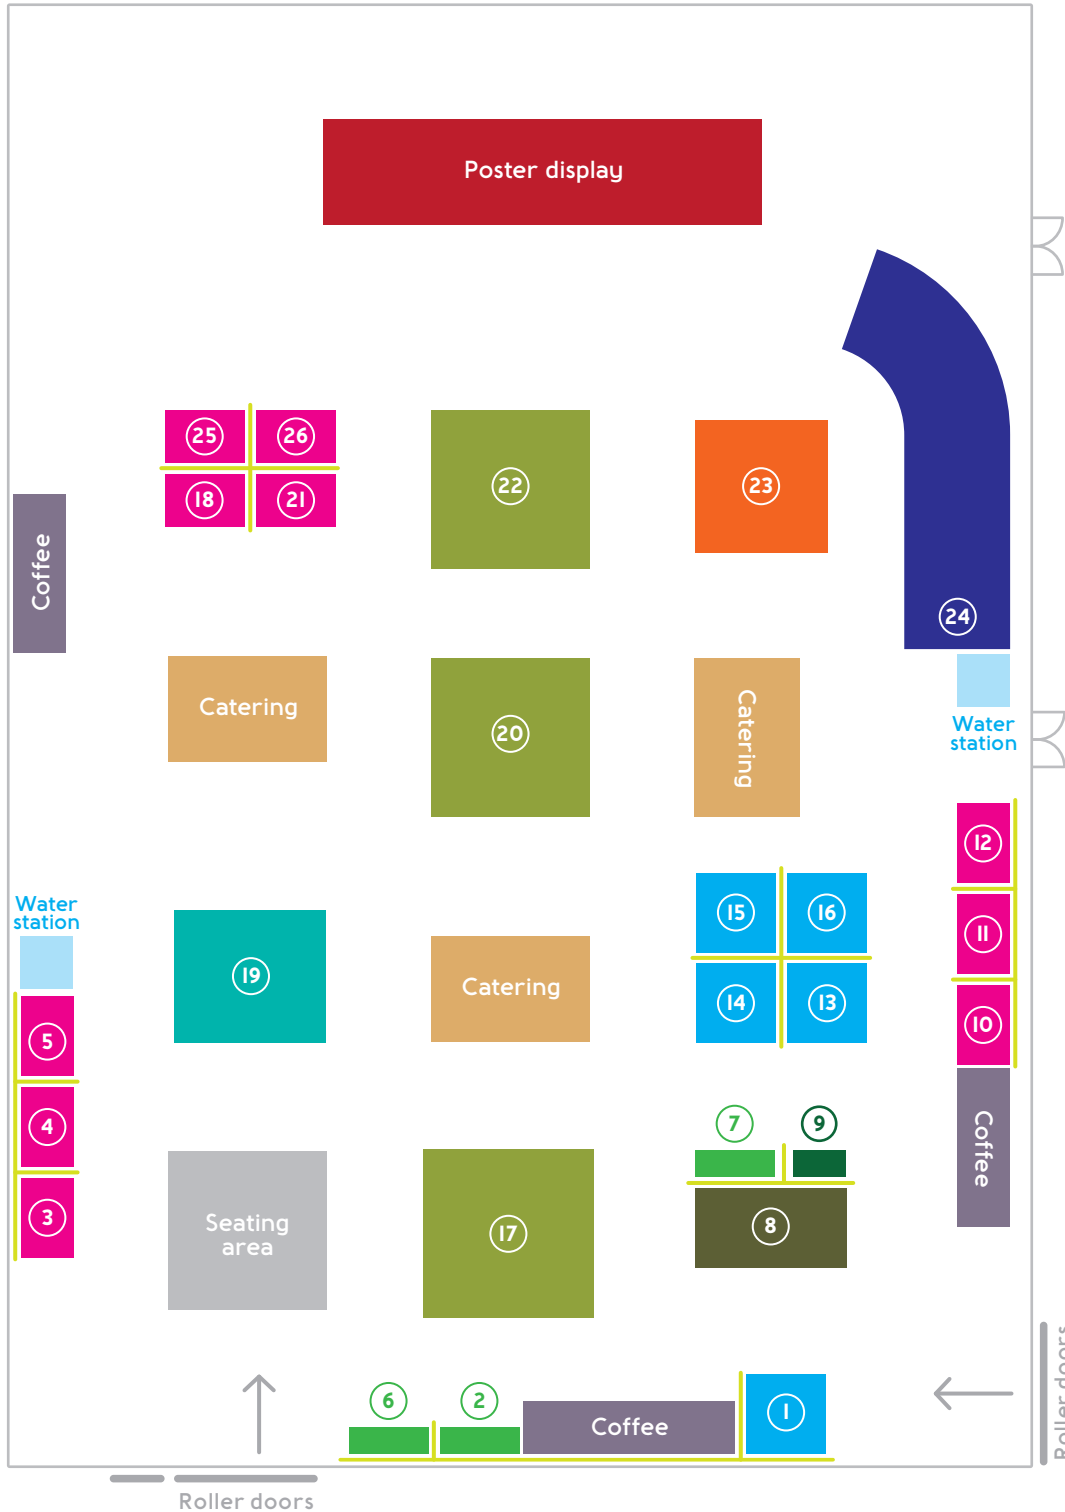 Poster display
25
26
18
21
22
23
Coffee
24
Catering
20
Catering
Water
station
12
15
16
11
Water
station
19
Catering
14
13
10
5
7
9
4
Coffee
3
Seating
area
17
8
6
2
Coffee
1
Roller doors
Roller doors